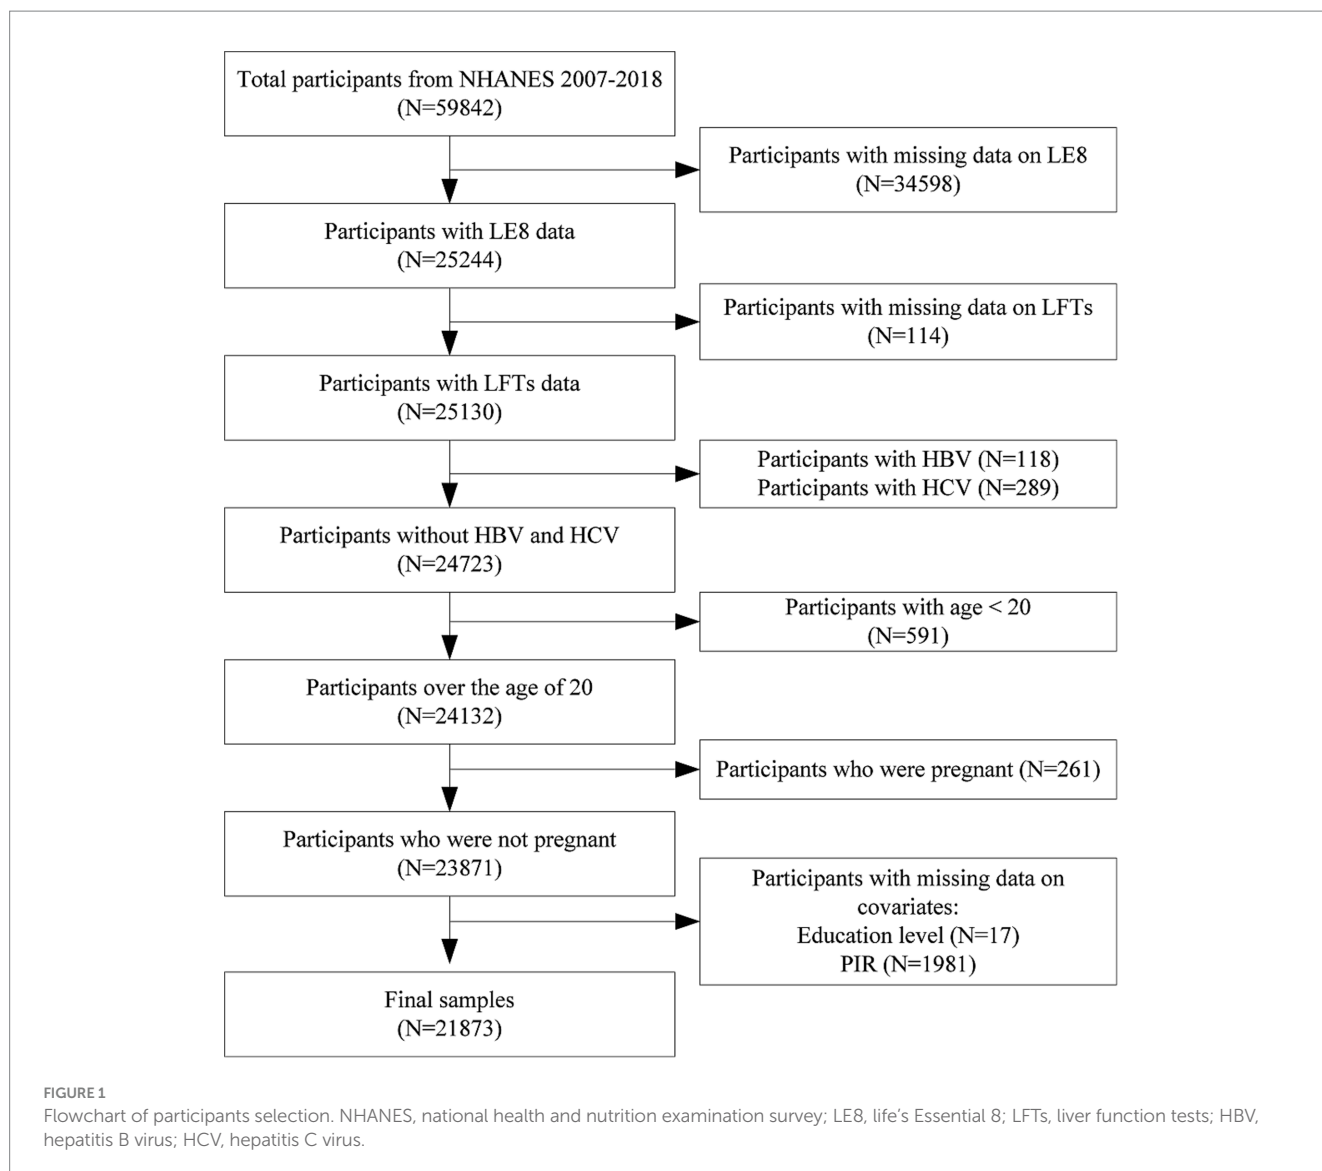 Total participants from NHANES 2007-2018
(N=59842)
Participants with missing data on LE8
(N=34598)
Participants with LE8 data
(N=25244)
Participants with missing data on LFTs
(N=114)
Participants with LFTs data
(N=25130)
Participants with HBV (N=118)
Participants with HCV (N=289)
Participants without HBV and HCV
(N=24723)
Participants with age < 20
(N=591)
Participants over the age of 20
(N=24132)
Participants who were pregnant (N=261)
Participants who were not pregnant
(N=23871)
Participants with missing data on
covariates:
Education level (N=17)
PIR (N=1981)
Final samples
(N=21873)
FIGURE 1
Flowchart of participants selection. NHANES, national health and nutrition examination survey; LE8, life's Essential 8; LFTs, liver function tests; HBV,
hepatitis B virus; HCV, hepatitis C virus.